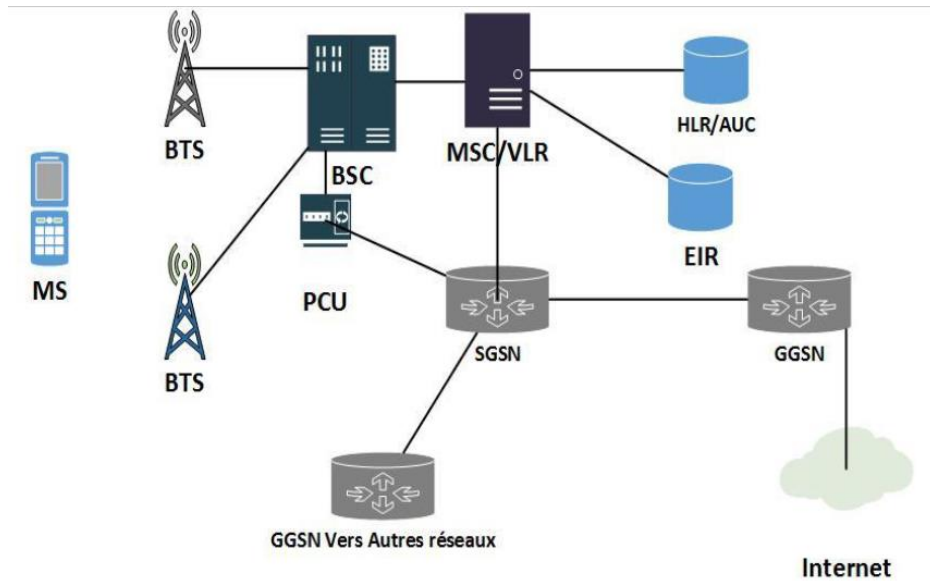 BTS
BSC
MSC/VLR
HLR/AUC
MS
PCU
EIR
BTS
SGSN
GGSN
GGSN Vers Autres réseaux
Internet